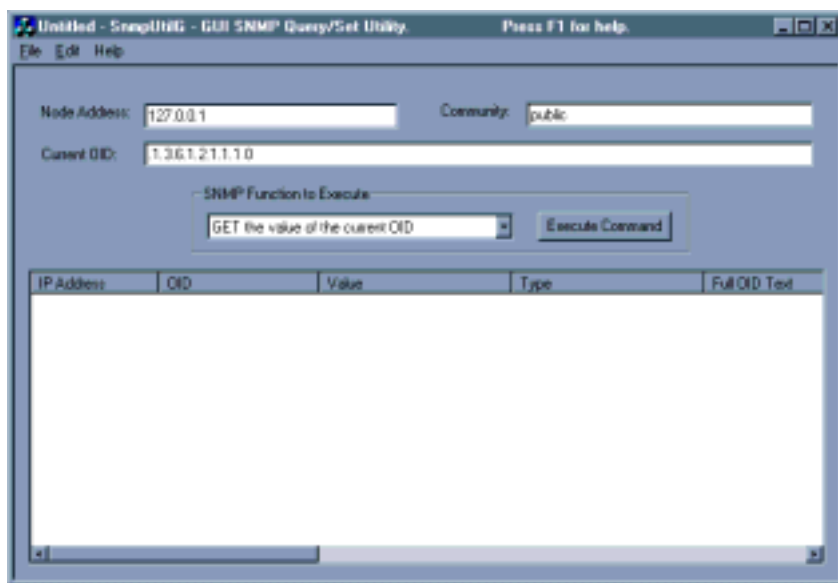 Untitled - SnmpUtilG - GUI SNMP Query/Set Utility. Press F1 for help.
File Edit Help
Node Address: 127.0.0.1 Community: public
Current OID: .1.3.6.1.2.1.1.1.0
SNMP Function to Execute
GET the value of the current OID Execute Command
IP Address OID Value Type Full OID Text